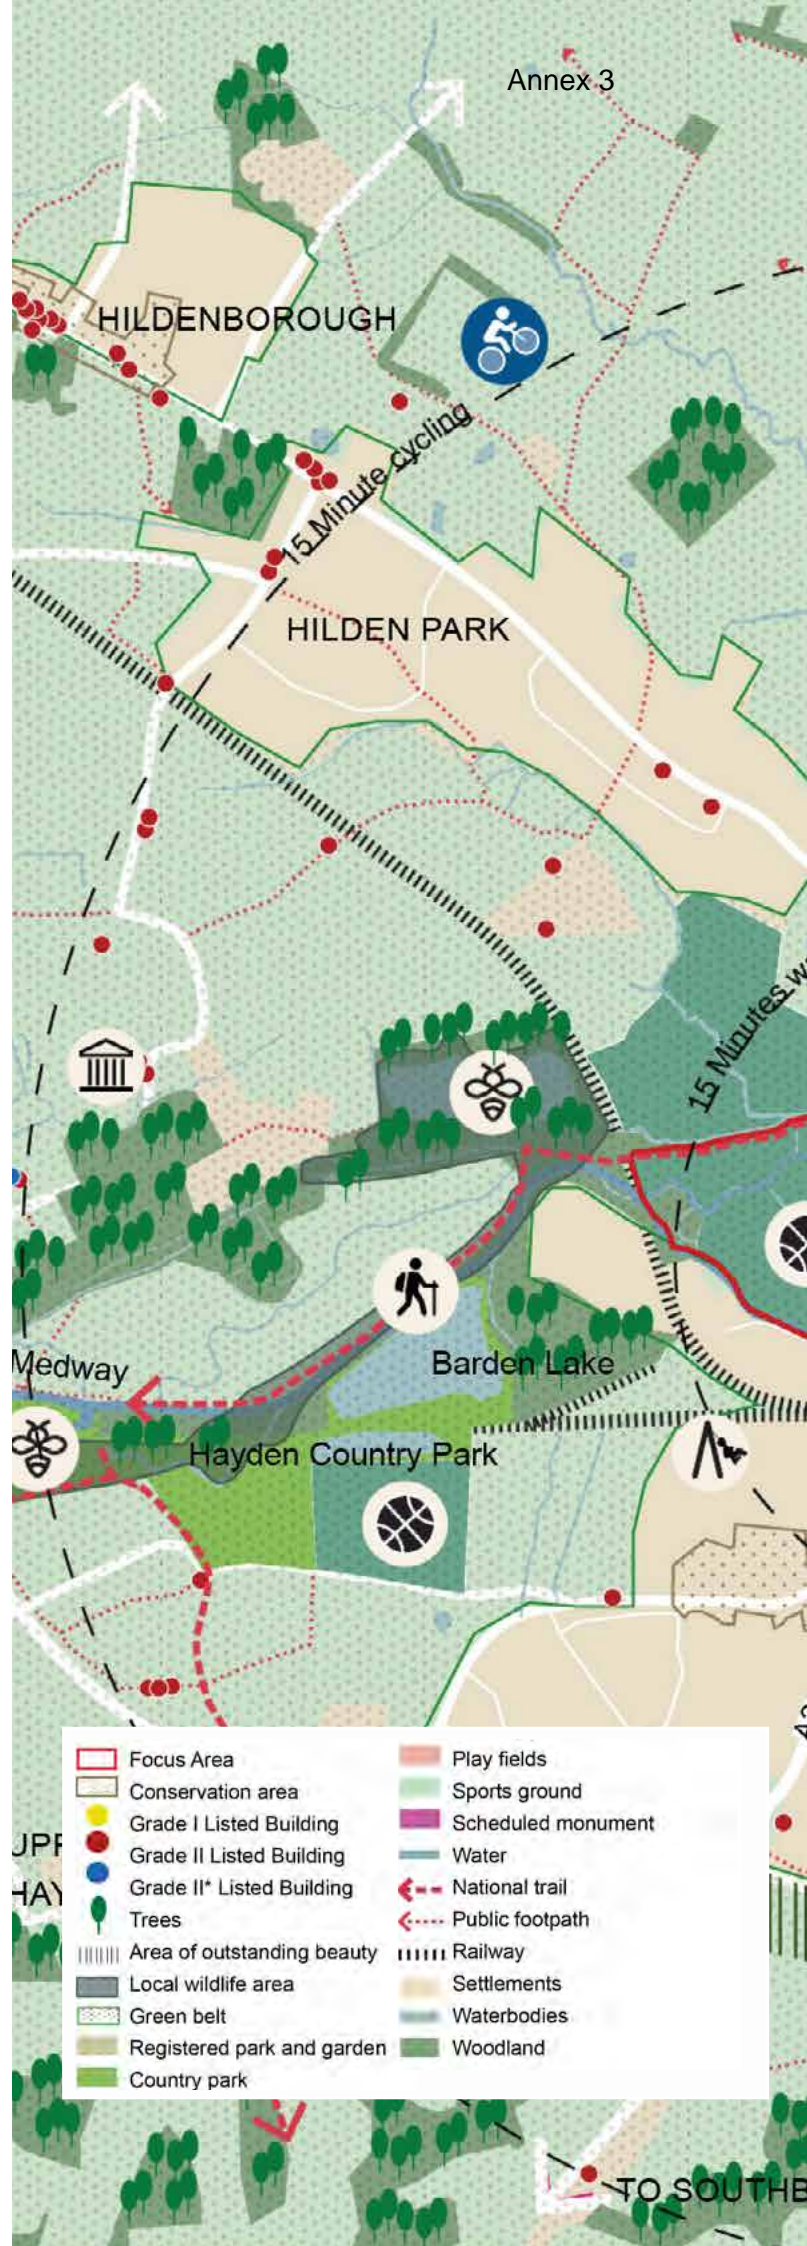 Annex 3
HILDENBOROUGH
15 Minute cycling
HILDEN PARK
15 Minutes
Medway
Barden Lake
Hayden Country Park
Focus Area
Conservation area
Grade I Listed Building
Grade II Listed Building
Grade II* Listed Building
Trees
Area of outstanding beauty
Local wildlife area
Green belt
Registered park and garden
Country park
Play fields
Sports ground
Scheduled monument
Water
National trail
Public footpath
Railway
Settlements
Waterbodies
Woodland
TO SOUTHB